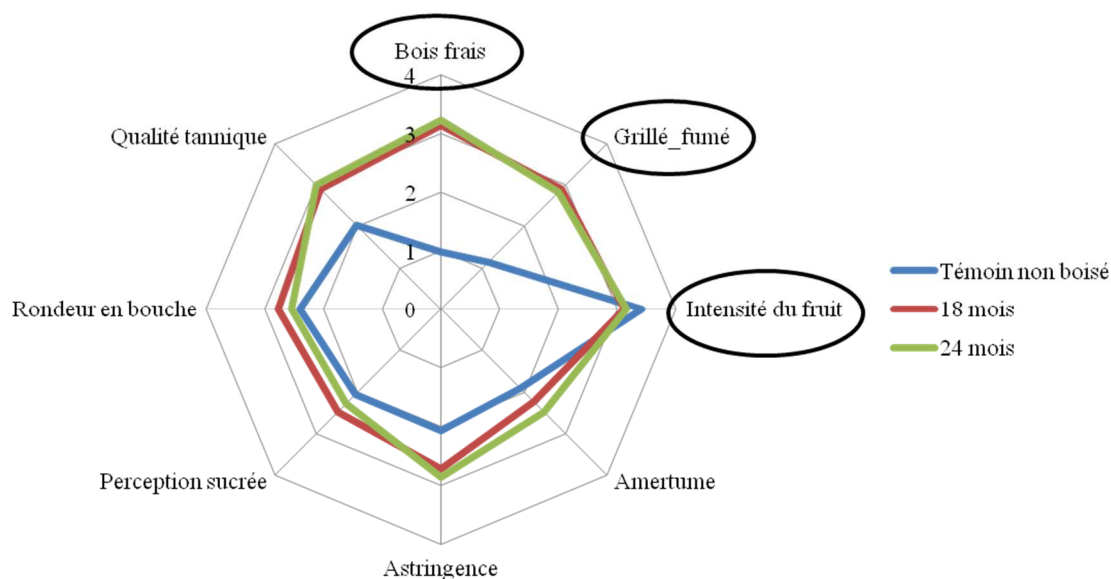 Bois frais
4
Qualité tannique
Grillé_fumé
3
2
1
Témoin non boisé
Rondeur en bouche
0
Intensité du fruit
18 mois
24 mois
Perception sucrée
Amertume
Astringence